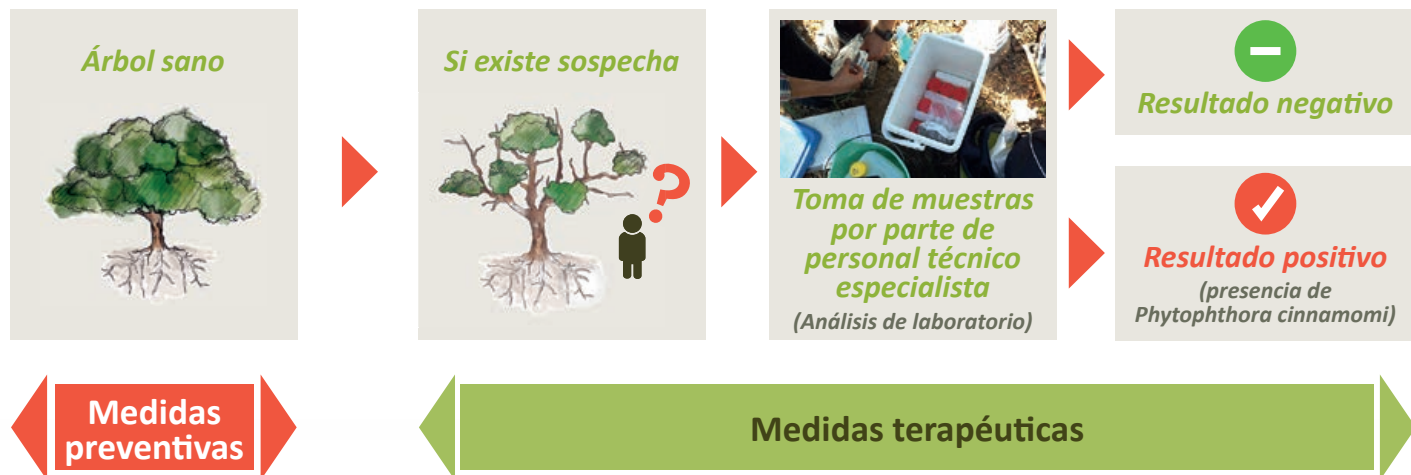 Árbol sano
Si existe sospecha
?
Toma de muestras
por parte de
personal técnico
especialista
(Análisis de laboratorio)
Resultado negativo
Resultado positivo
(presencia de
Phytophthora cinnamomi)
Medidas
preventivas
Medidas terapéuticas